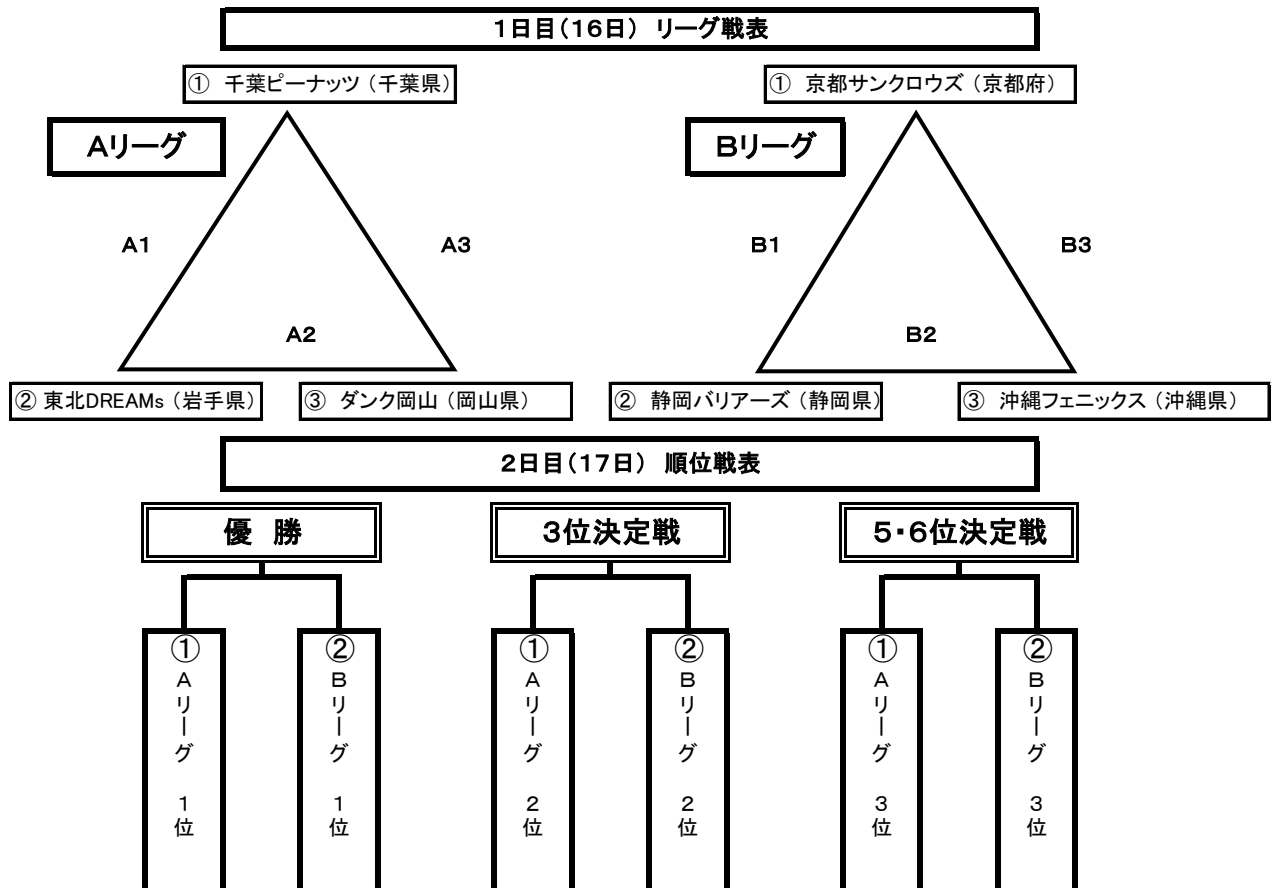 1日目(16日) リーグ戦表
① 千葉ピーナッツ (千葉県)
① 京都サンクロウズ (京都府)
Aリーグ
Bリーグ
A1
A3
B1
B3
A2
B2
② 東北DREAMs (岩手県)
③ ダンク岡山 (岡山県)
② 静岡バリアーズ (静岡県)
③ 沖縄フェニックス (沖縄県)
2日目(17日) 順位戦表
優 勝
3位決定戦
5・6位決定戦
① Aリーグ 1位
② Bリーグ 1位
① Aリーグ 2位
② Bリーグ 2位
① Aリーグ 3位
② Bリーグ 3位